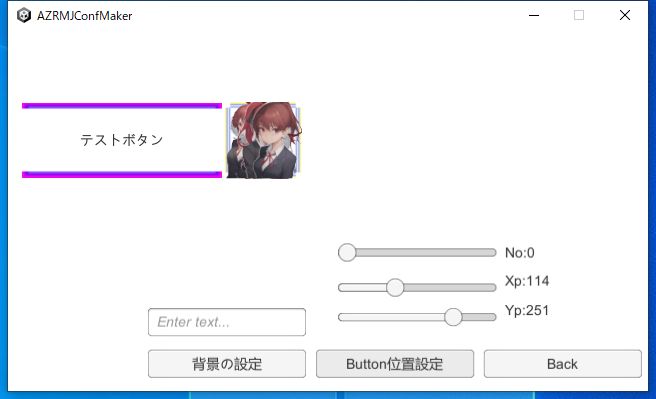 AZRMJConfMaker
テストボタン
No:0
Xp:114
Yp:251
Enter text...
背景の設定
Button位置設定
Back